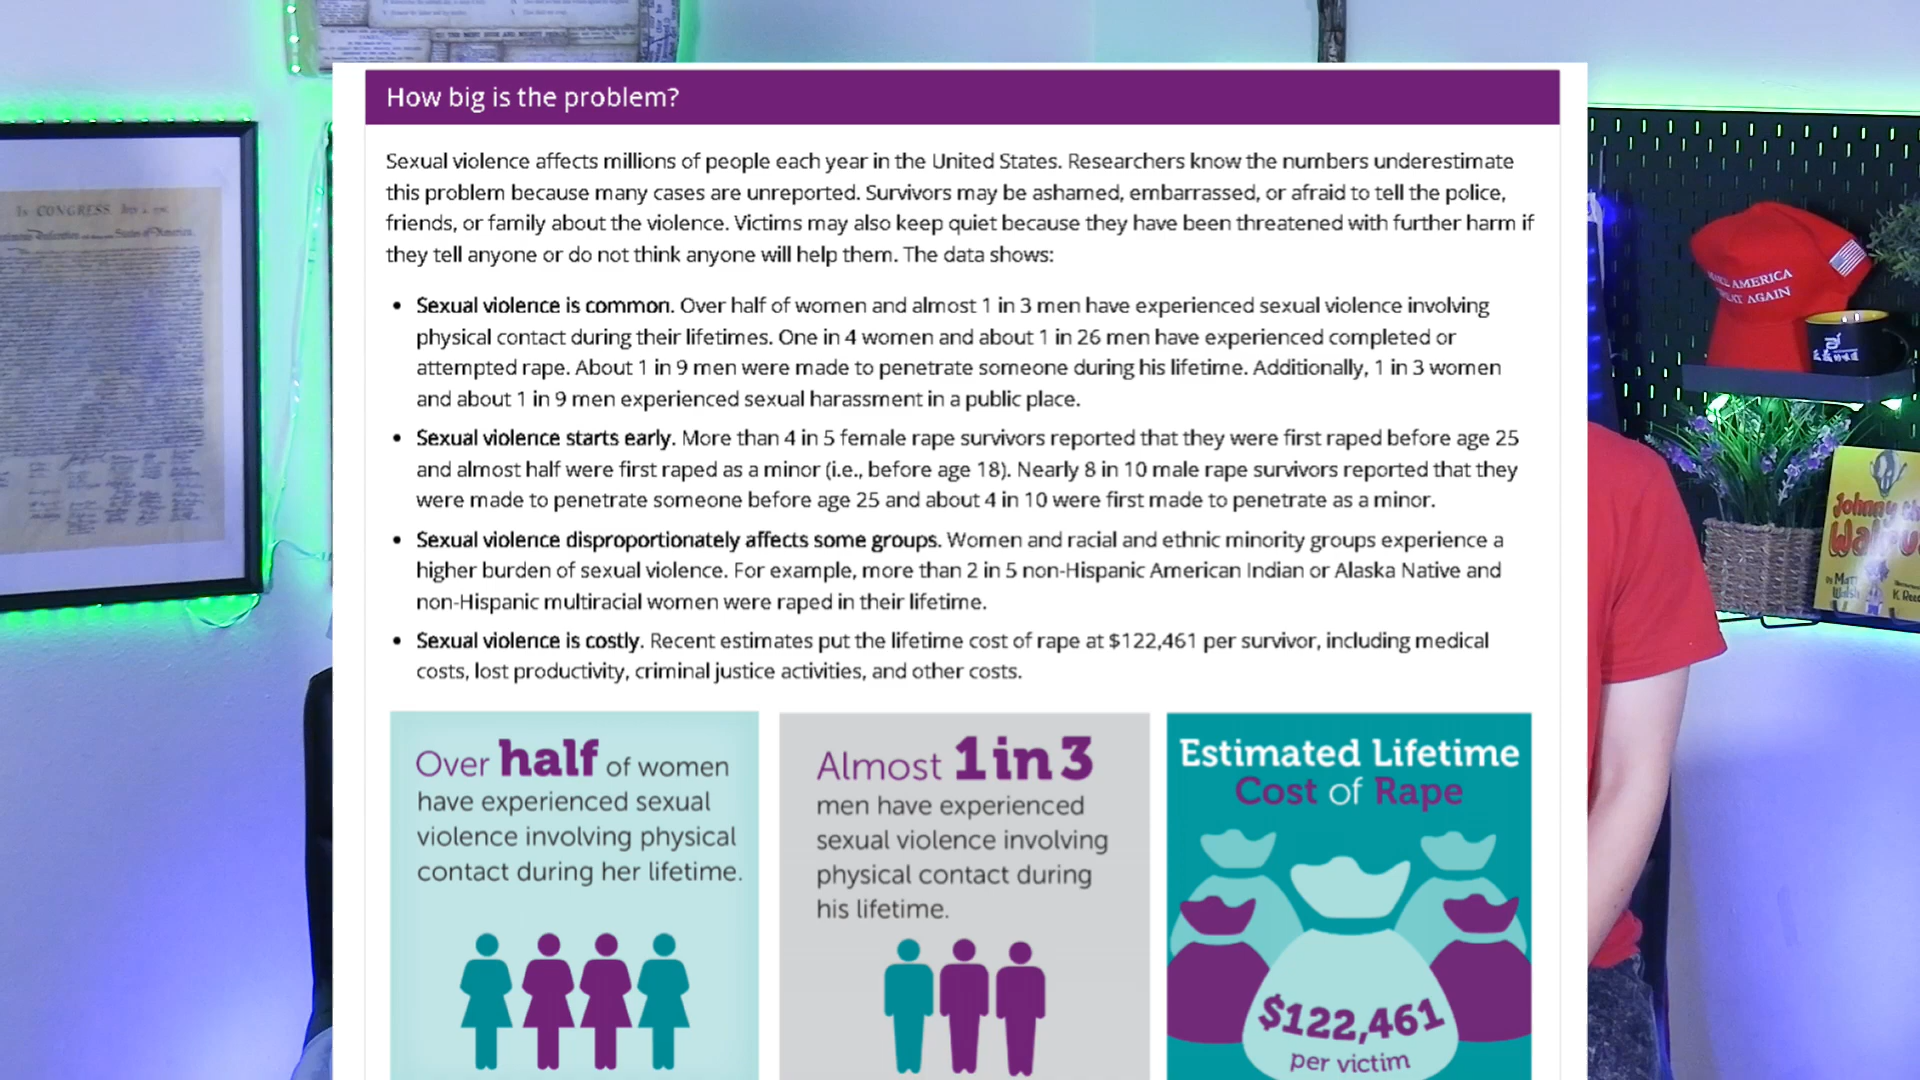 THE MOST HIGH AND MIGHTY PRINCE
How big is the problem?
Sexual violence affects millions of people each year in the United States. Researchers know the numbers underestimate
this problem because many cases are unreported. Survivors may be ashamed, embarrassed, or afraid to tell the police,
friends, or family about the violence. Victims may also keep quiet because they have been threatened with further harm if
they tell anyone or do not think anyone will help them. The data shows:
• Sexual violence is common. Over half of women and almost 1 in 3 men have experienced sexual violence involving
physical contact during their lifetimes. One in 4 women and about 1 in 26 men have experienced completed or
attempted rape. About 1 in 9 men were made to penetrate someone during his lifetime. Additionally, 1 in 3 women
and about 1 in 9 men experienced sexual harassment in a public place.
• Sexual violence starts early. More than 4 in 5 female rape survivors reported that they were first raped before age 25
and almost half were first raped as a minor (i.e., before age 18). Nearly 8 in 10 male rape survivors reported that they
were made to penetrate someone before age 25 and about 4 in 10 were first made to penetrate as a minor.
• Sexual violence disproportionately affects some groups. Women and racial and ethnic minority groups experience a
higher burden of sexual violence. For example, more than 2 in 5 non-Hispanic American Indian or Alaska Native and
non-Hispanic multiracial women were raped in their lifetime.
• Sexual violence is costly. Recent estimates put the lifetime cost of rape at $122,461 per survivor, including medical
costs, lost productivity, criminal justice activities, and other costs.
Over half of women
have experienced sexual
violence involving physical
contact during her lifetime.
Almost 1 in 3
men have experienced
sexual violence involving
physical contact during
his lifetime.
Estimated Lifetime
Cost of Rape
$122,461
per victim
IN CONGRESS
States of America
AMERICA
AGAIN
Johnny
Wal
Walsh
K. Ree